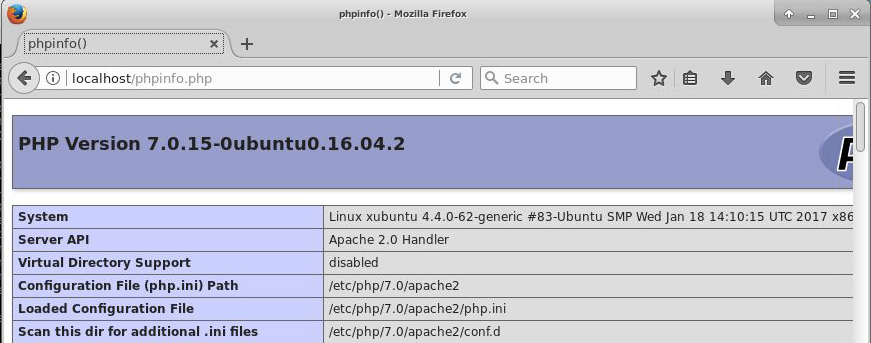 phpinfo() - Mozilla Firefox
phpinfo()
localhost/phpinfo.php
Search
PHP Version 7.0.15-0ubuntu0.16.04.2
System Linux xubuntu 4.4.0-62-generic #83-Ubuntu SMP Wed Jan 18 14:10:15 UTC 2017 x86
Server API Apache 2.0 Handler
Virtual Directory Support disabled
Configuration File (php.ini) Path /etc/php/7.0/apache2
Loaded Configuration File /etc/php/7.0/apache2/php.ini
Scan this dir for additional .ini files /etc/php/7.0/apache2/conf.d